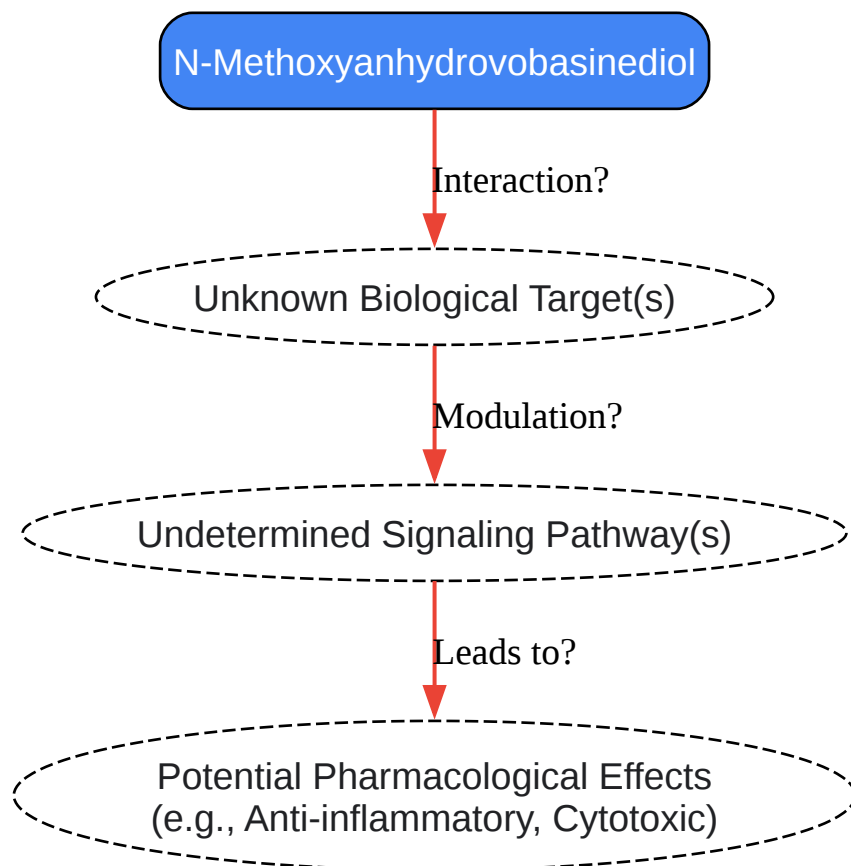 N-Methoxyanhydrovobasinediol
Interaction?
Unknown Biological Target(s)
Modulation?
Undetermined Signaling Pathway(s)
Leads to?
Potential Pharmacological Effects
(e.g., Anti-inflammatory, Cytotoxic)